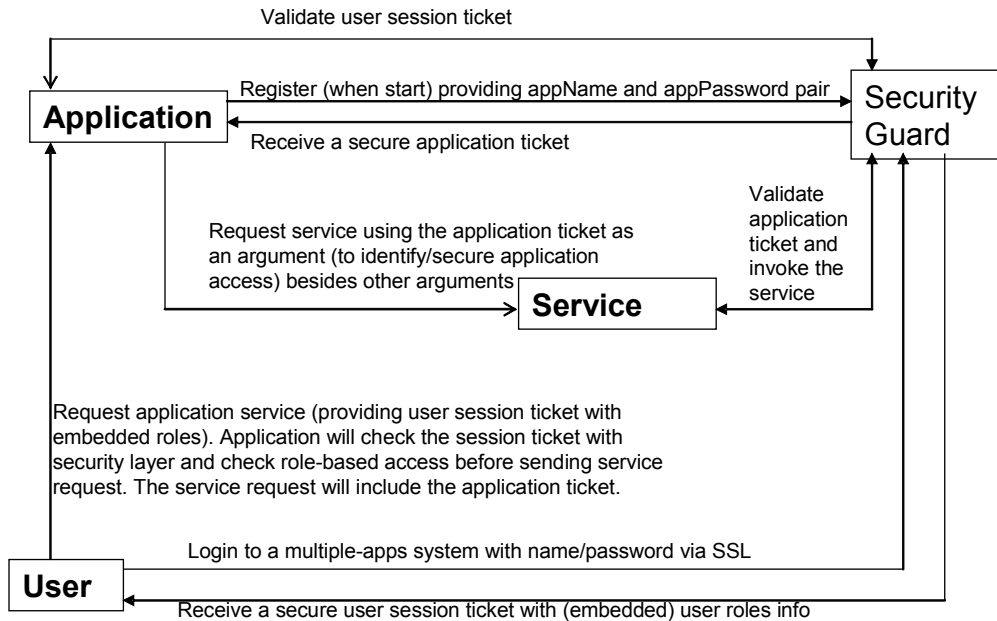 Validate user session ticket
Register (when start) providing appName and appPassword pair
Application
Security
Guard
Receive a secure application ticket
Validate
application
ticket and
invoke the
service
Request service using the application ticket as
an argument (to identify/secure application
access) besides other arguments
Service
Request application service (providing user session ticket with
embedded roles). Application will check the session ticket with
security layer and check role-based access before sending service
request. The service request will include the application ticket.
Login to a multiple-apps system with name/password via SSL
User
Receive a secure user session ticket with (embedded) user roles info